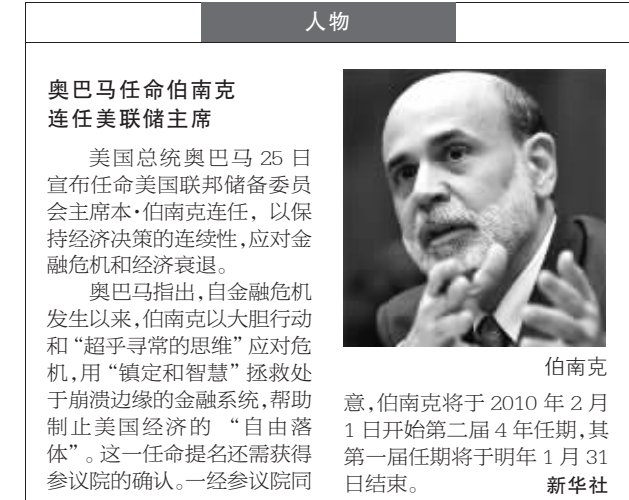 人物
奥巴马任命伯南克
连任美联储主席
美国总统奥巴马 25 日
宣布任命美国联邦储备委员
会主席本·伯南克连任，以保
持经济决策的连续性，应对金
融危机和经济衰退。
奥巴马指出，自金融危机
发生以来，伯南克以大胆行动
和“超乎寻常的思维”应对危
机，用“镇定和智慧”拯救处
于崩溃边缘的金融系统，帮助
制止美国经济的“自由落
体”。这一任命提名还需获得
参议院的确认。一经参议院同
伯南克
意，伯南克将于 2010 年 2 月
1 日开始第二届 4 年任期，其
第一届任期将于明年 1 月 31
日结束。 新华社